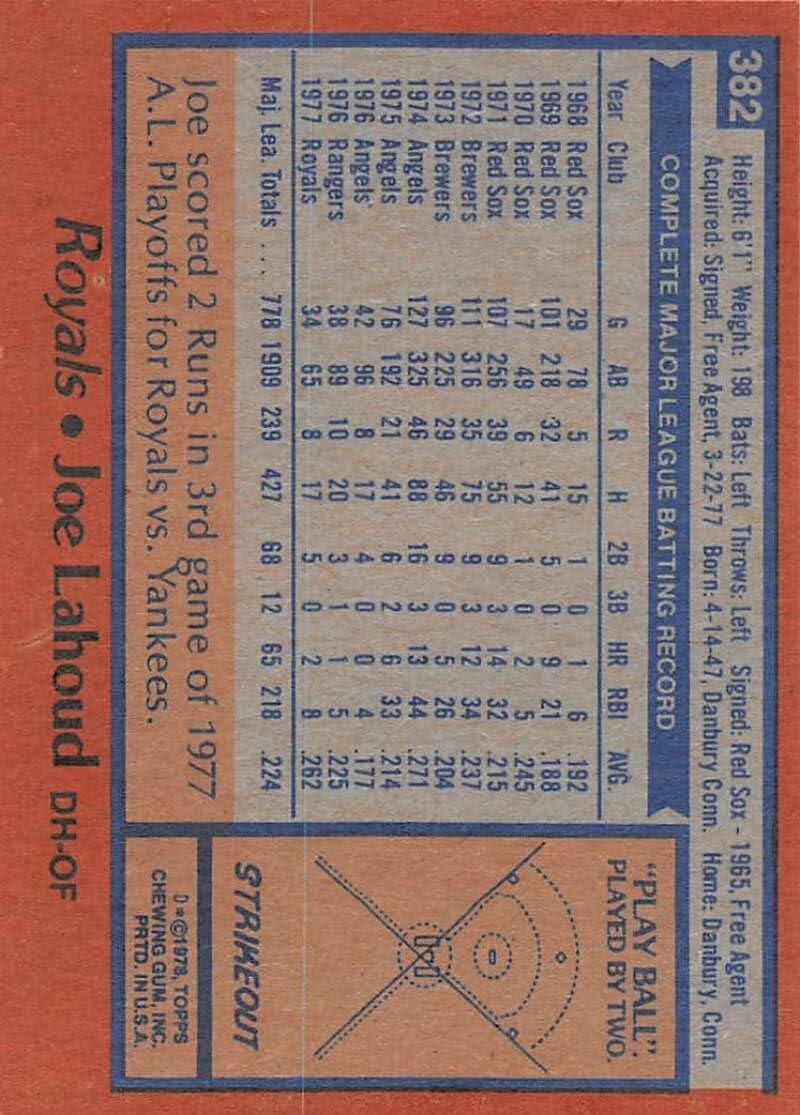 382
Height: 6'1" Weight: 198 Bats: Left Throws: Left Signed: Red Sox - 1965, Free Agent
Acquired: Signed, Free Agent, 3-22-77 Born: 4-14-47, Danbury Conn. Home: Danbury, Conn.
COMPLETE MAJOR LEAGUE BATTING RECORD
Year Club G AB R H 2B 3B HR RBI AVG.
1968 Red Sox 29 78 5 15 1 0 1 6 .192
1969 Red Sox 101 218 32 41 5 0 9 21 .188
1970 Red Sox 17 49 6 12 1 0 2 5 .245
1971 Red Sox 107 256 39 55 9 3 14 32 .215
1972 Brewers 111 316 35 75 9 3 12 34 .237
1973 Brewers 96 225 29 46 9 0 5 26 .204
1974 Angels 127 325 46 88 16 3 13 44 .271
1975 Angels 76 192 21 41 6 2 6 33 .214
1976 Angels 42 96 8 17 4 0 0 4 .177
1976 Rangers 38 89 10 20 3 1 1 5 .225
1977 Royals 34 65 8 17 5 0 2 8 .262
Maj. Lea. Totals ... 778 1909 239 427 68 12 65 218 .224
Joe scored 2 Runs in 3rd game of 1977
A.L. Playoffs for Royals vs. Yankees.
Royals • Joe Lahoud DH-OF
"PLAY BALL".
PLAYED BY TWO.
STRIKEOUT
D*©1978, TOPPS
CHEWING GUM, INC.
PRTD. IN U.S.A.